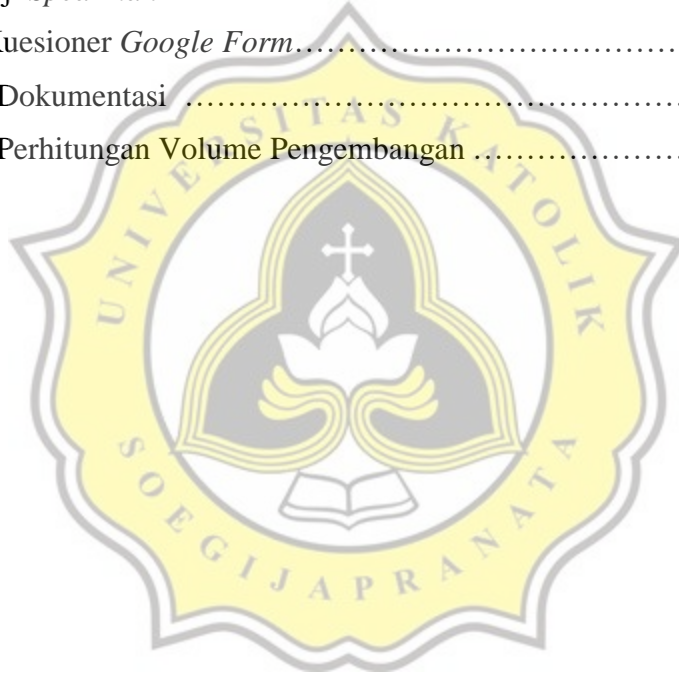 Kuesioner Google Form……………………………………
Dokumentasi ………………………………………………
Perhitungan Volume Pengembangan …………………
UNIVERSITAS KATOLIK
SOEGIJAPRANATA